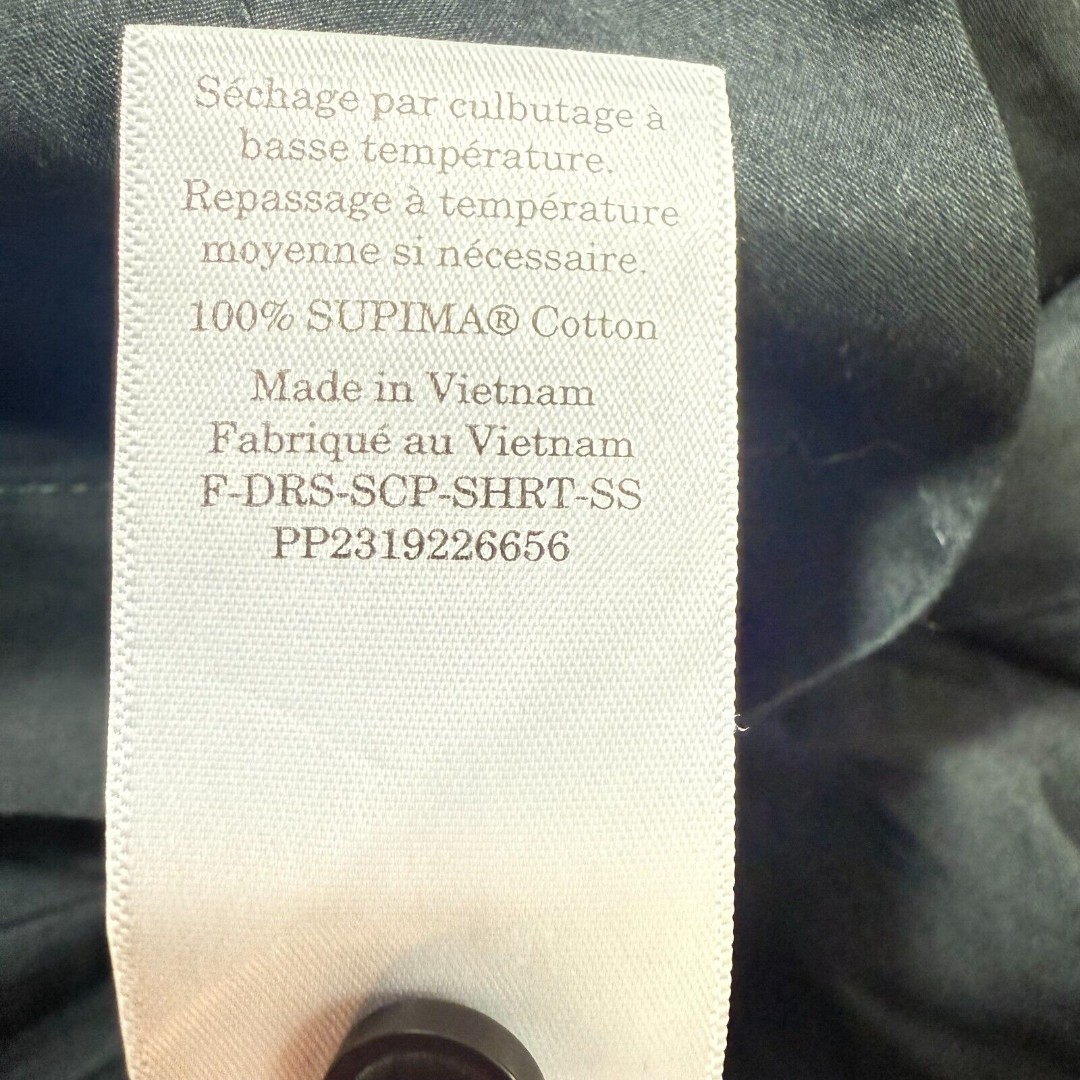 Séchage par culbutage à
basse température.
Repassage à température
moyenne si nécessaire.
100% SUPIMA® Cotton
Made in Vietnam
Fabriqué au Vietnam
F-DRS-SCP-SHRT-SS
PP2319226656